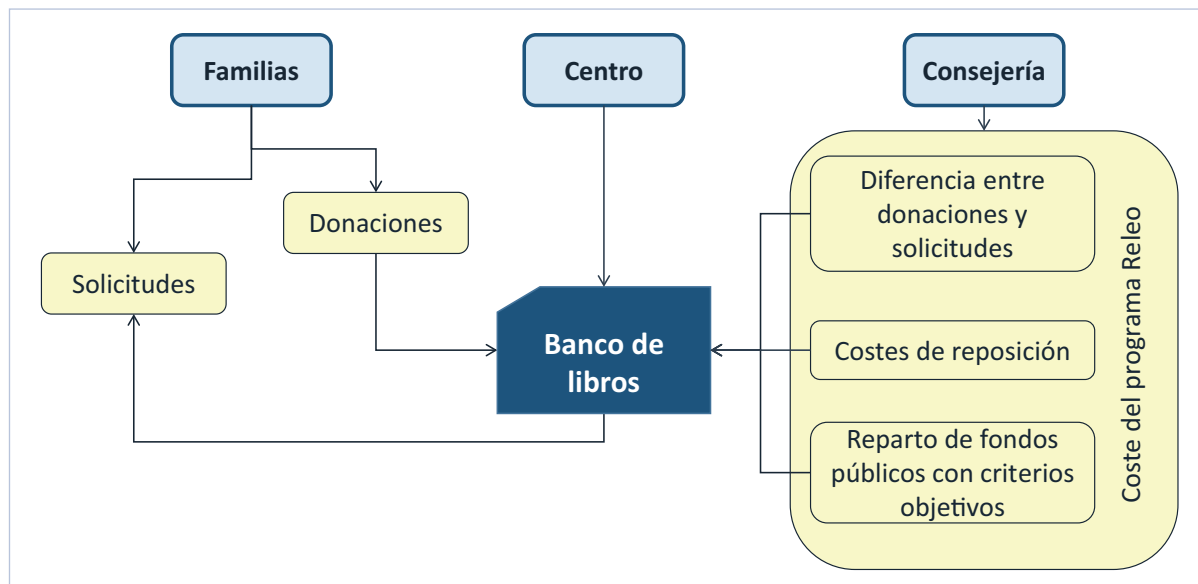 Familias
Centro
Consejería
Solicitudes
Donaciones
Banco de
libros
Diferencia entre
donaciones y
solicitudes
Costes de reposición
Reparto de fondos
públicos con criterios
objetivos
Coste del programa Releo